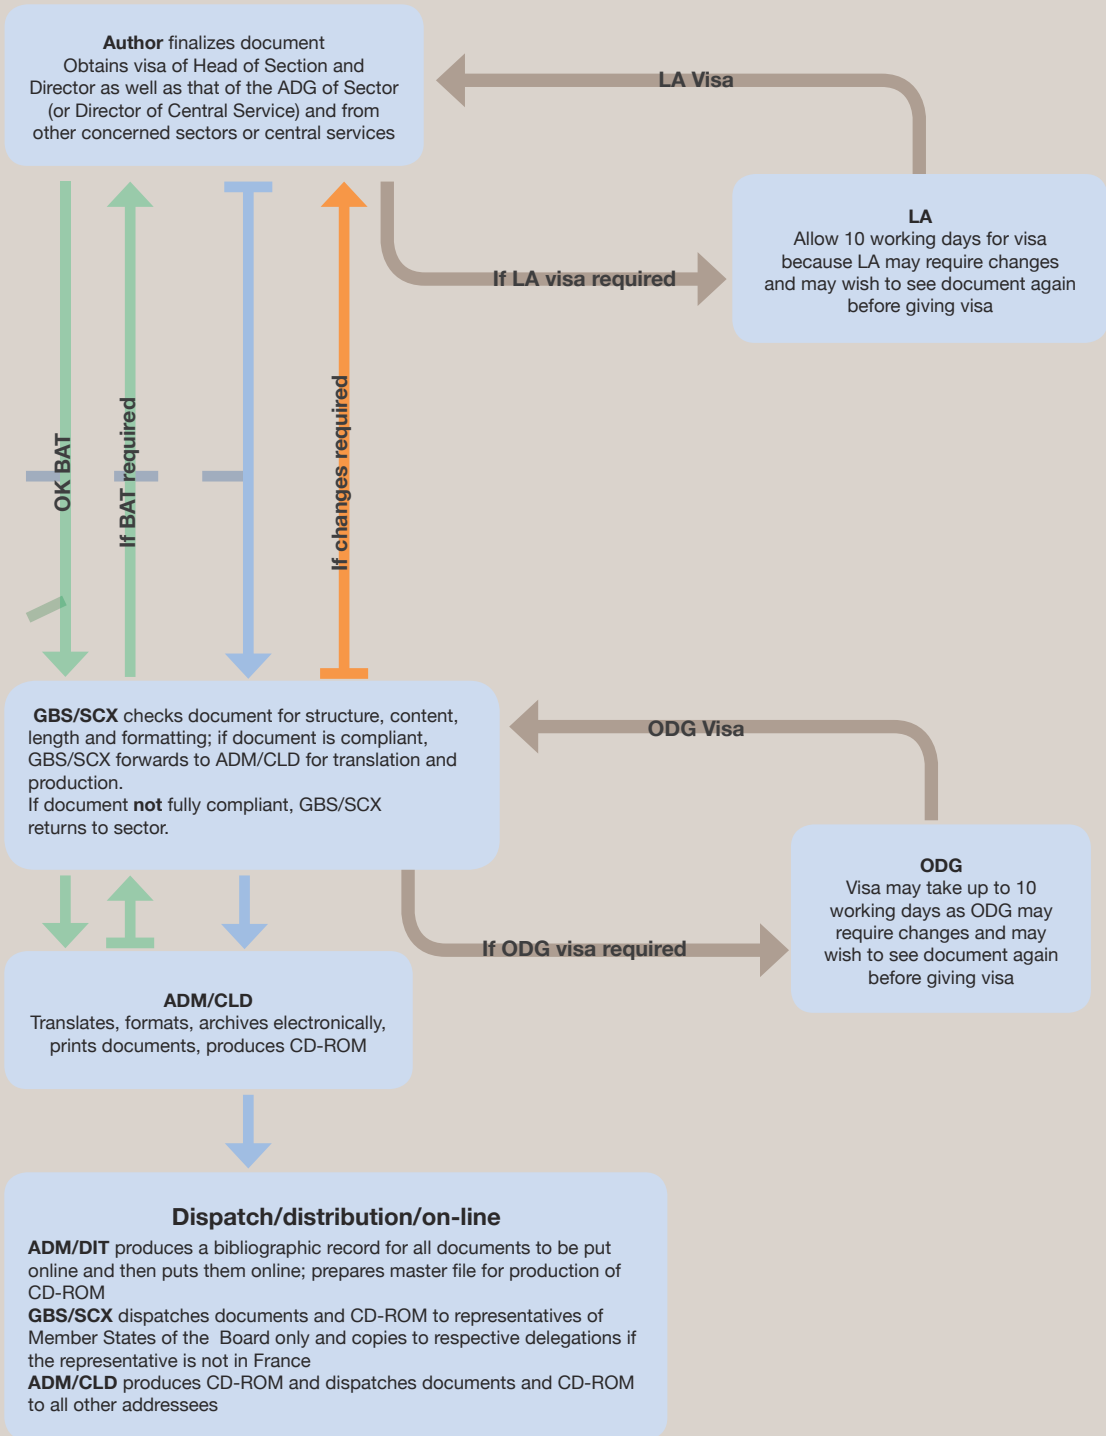 Author finalizes document
Obtains visa of Head of Section and
Director as well as that of the ADG of Sector
(or Director of Central Service) and from
other concerned sectors or central services
LA Visa
LA
Allow 10 working days for visa
because LA may require changes
and may wish to see document again
before giving visa
If LA visa required
OK BAT
If BAT required
If changes required
GBS/SCX checks document for structure, content,
length and formatting; if document is compliant,
GBS/SCX forwards to ADM/CLD for translation and
production.
If document not fully compliant, GBS/SCX
returns to sector.
ODG Visa
ODG
Visa may take up to 10
working days as ODG may
require changes and may
wish to see document again
before giving visa
If ODG visa required
ADM/CLD
Translates, formats, archives electronically,
prints documents, produces CD-ROM
Dispatch/distribution/on-line
ADM/DIT produces a bibliographic record for all documents to be put
online and then puts them online; prepares master file for production of
CD-ROM
GBS/SCX dispatches documents and CD-ROM to representatives of
Member States of the Board only and copies to respective delegations if
the representative is not in France
ADM/CLD produces CD-ROM and dispatches documents and CD-ROM
to all other addressees